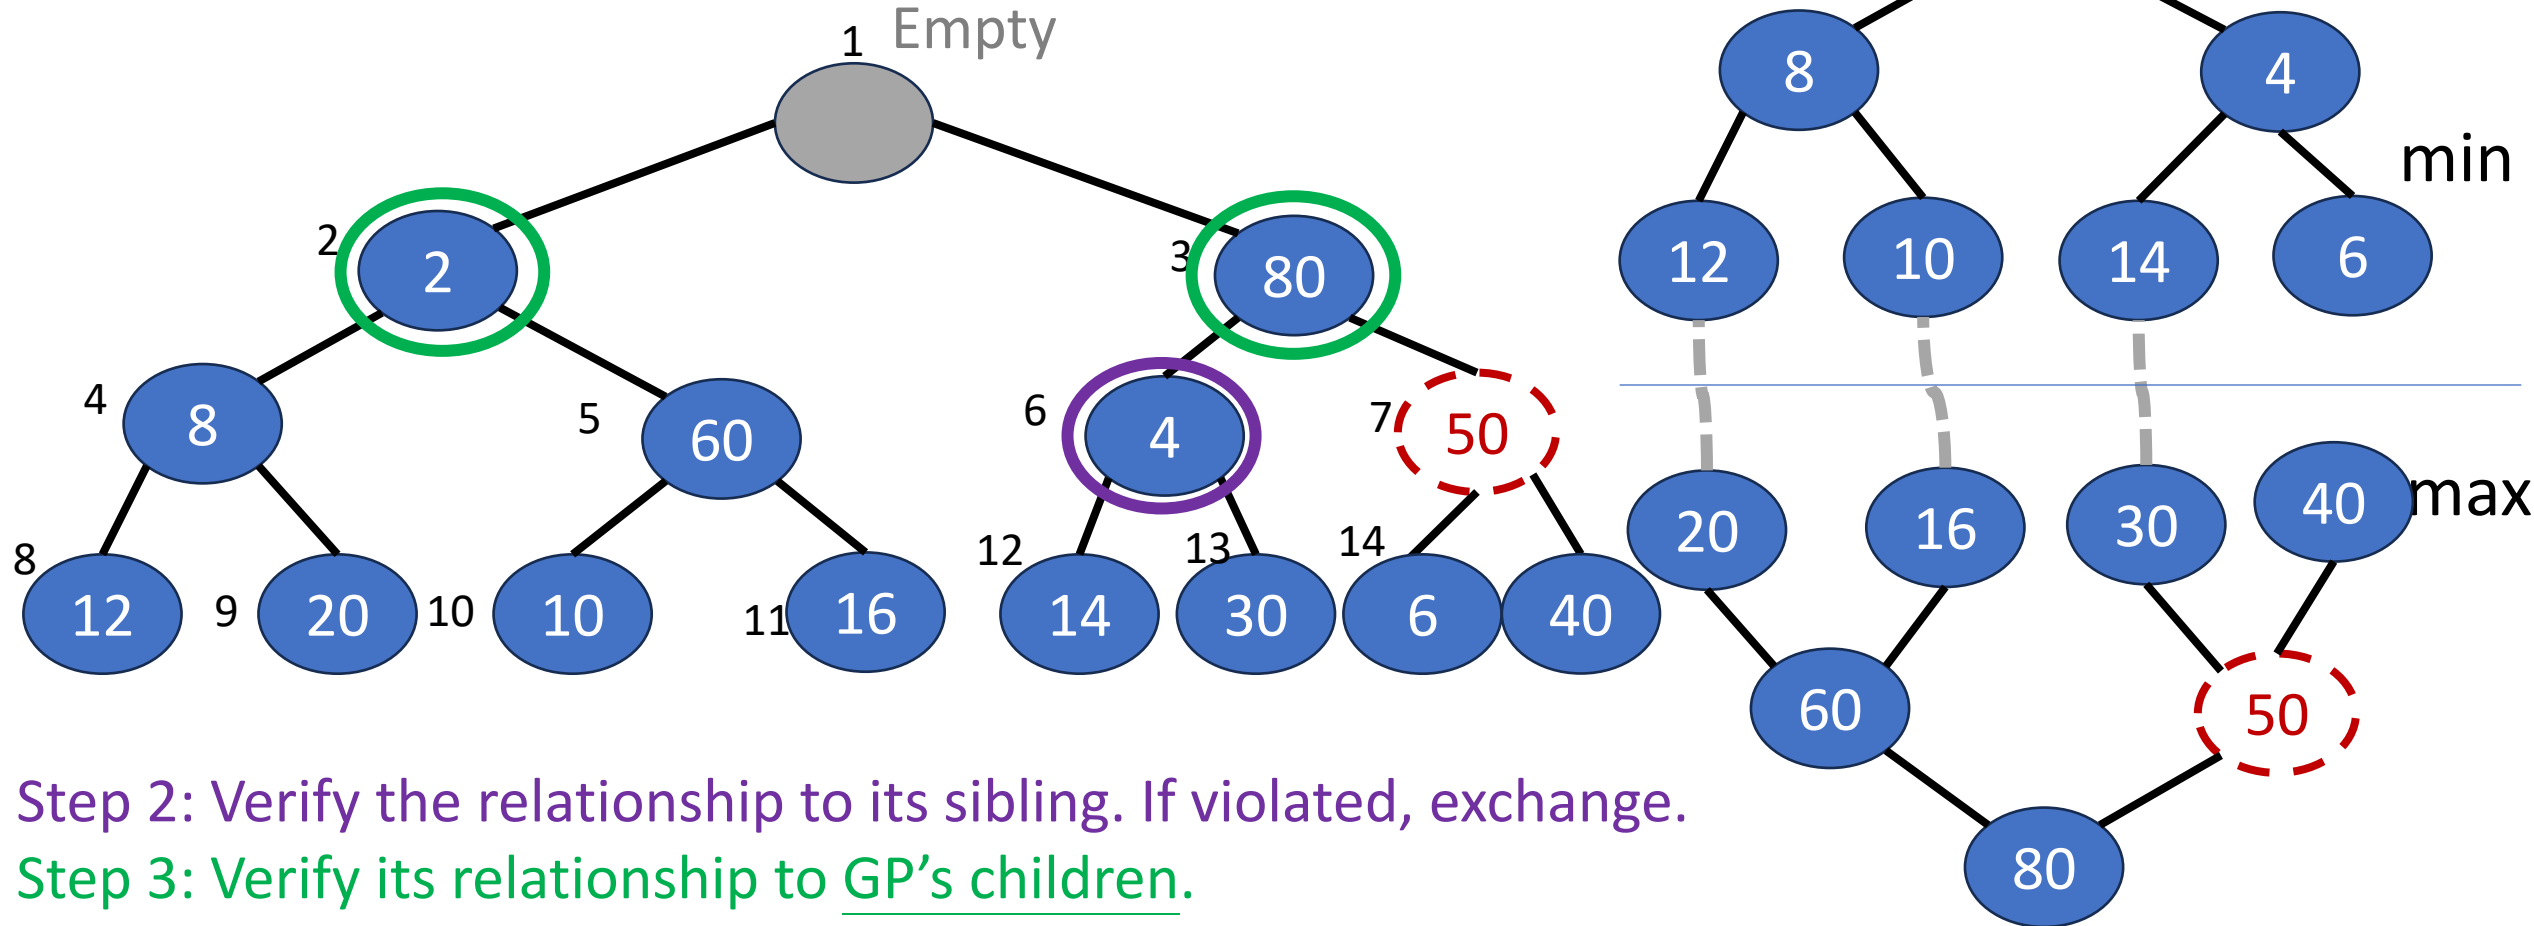 1 Empty
2 2 3 80
4 8 5 60 6 4 7 50
8 12 9 20 10 10 11 16 12 14 13 30 14 6 40
8 4
min
12 10 14 6
20 16 30 40 max
60 50
80
Step 2: Verify the relationship to its sibling. If violated, exchange.
Step 3: Verify its relationship to GP’s children.